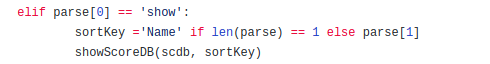 elif parse[0] == 'show':
sortKey ='Name' if len(parse) == 1 else parse[1]
showScoreDB(scdb, sortKey)